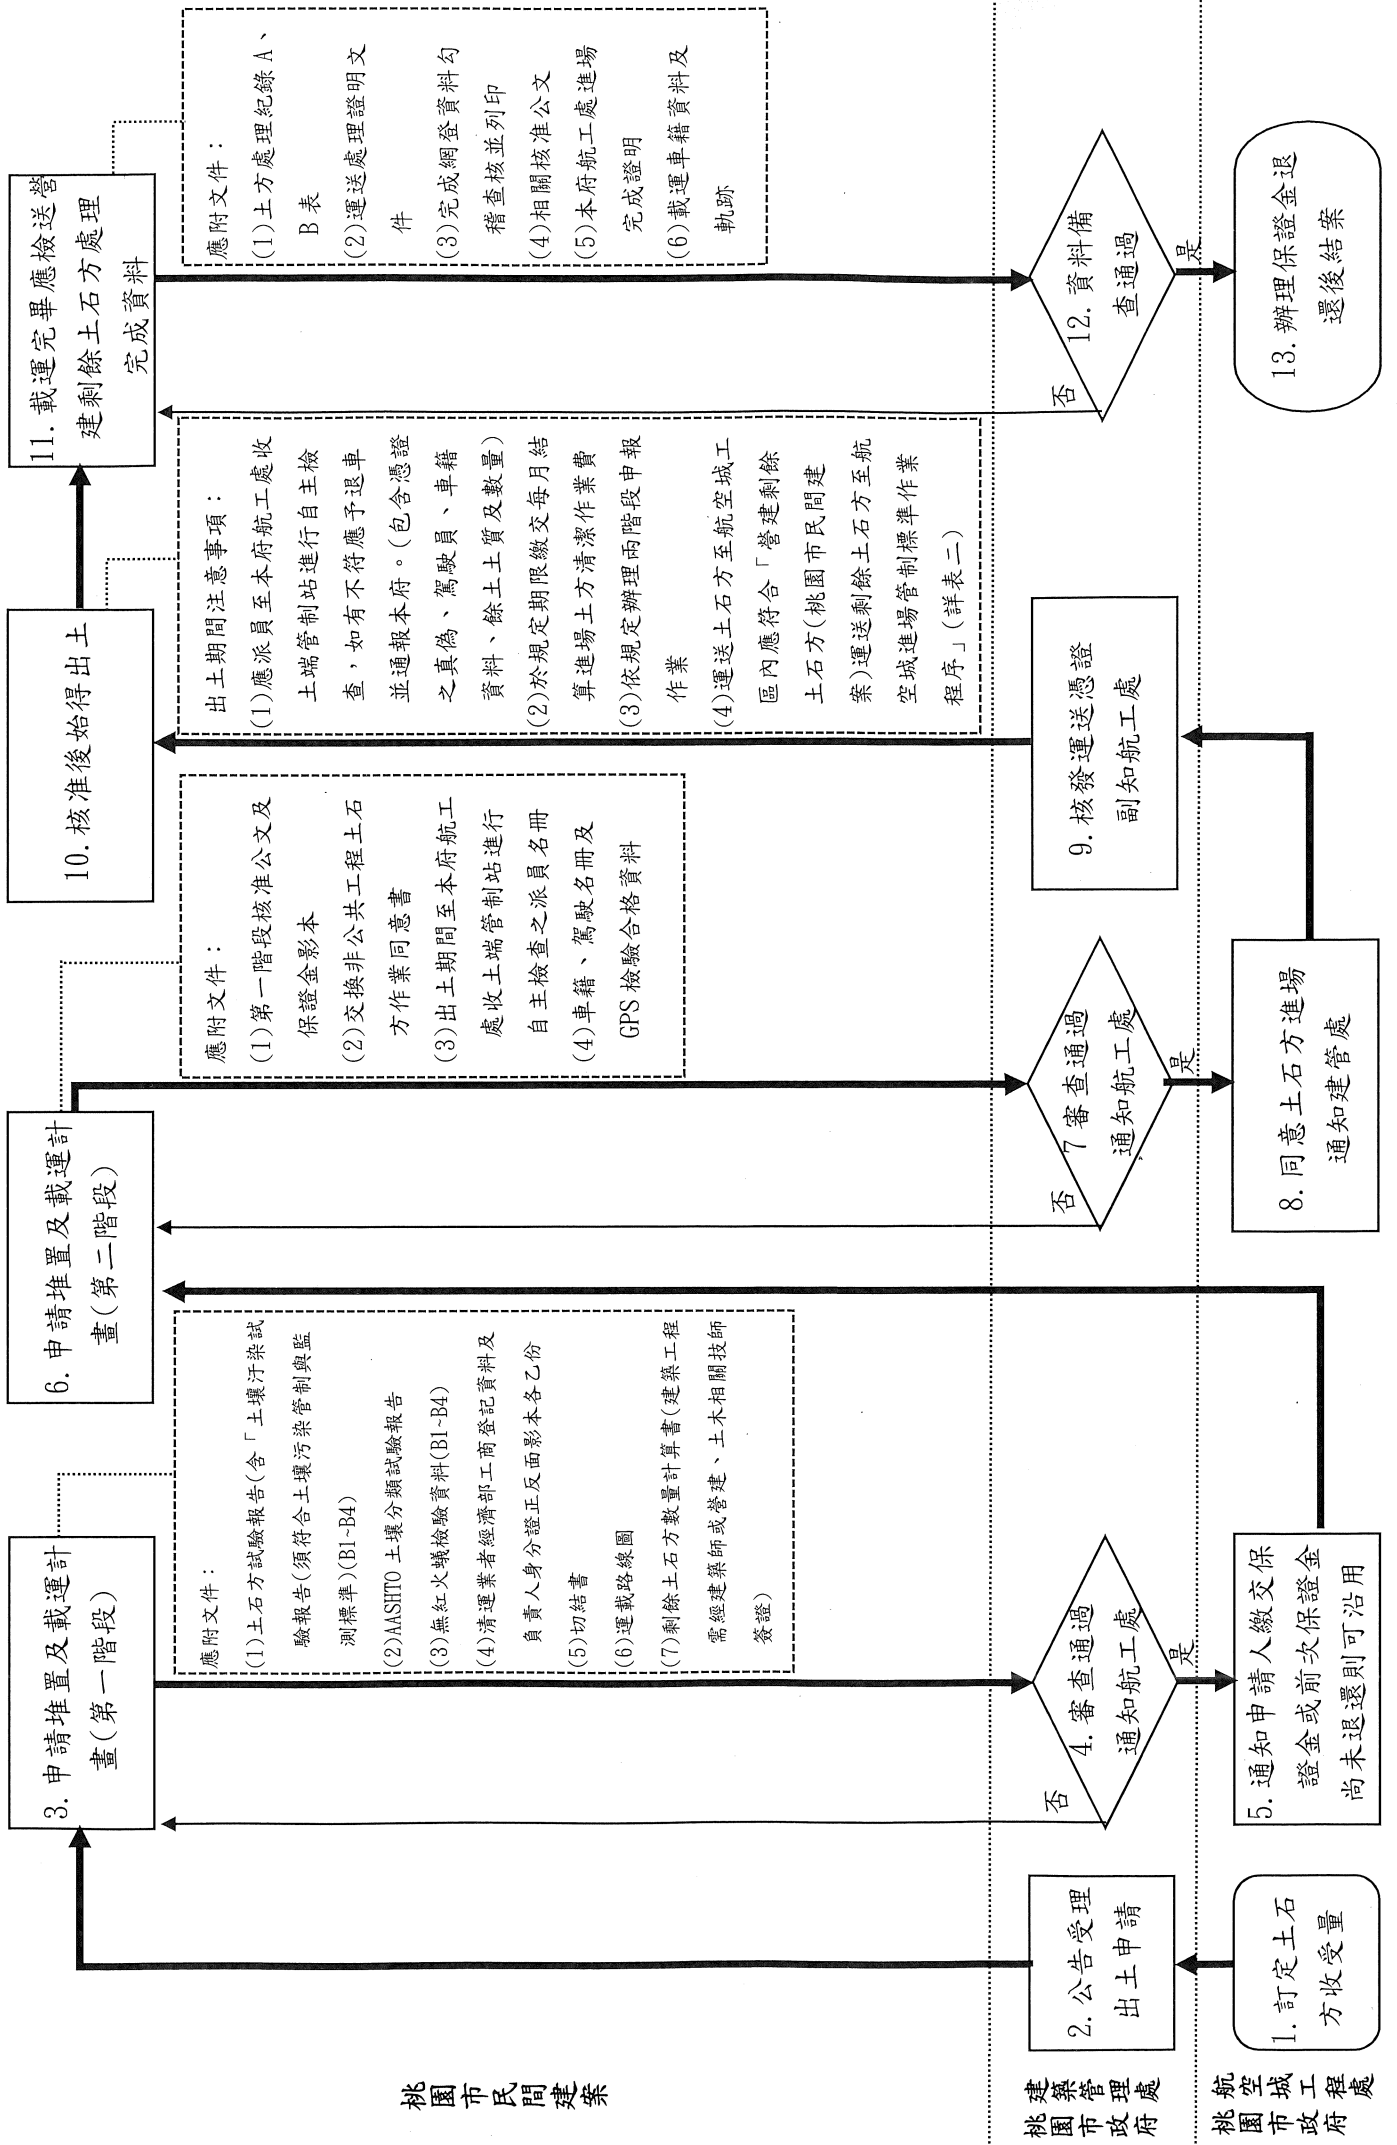 桃園市民間建案
桃園市政府
建築管理處
桃園市政府
航空城工程處
1. 訂定土石
方收受量
2. 公告受理
出土申請
3. 申請堆置及載運計
畫(第一階段)
應附文件：
(1)土石方試驗報告(含「土壤汙染試
驗報告(須符合土壤污染管制與監
測標準)(B1~B4)
(2)AASHTO 土壤分類試驗報告
(3)無紅火蟻檢驗資料(B1~B4)
(4)清運業者經濟部工商登記資料及
負責人身分證正反面影本各乙份
(5)切結書
(6)運載路線圖
(7)剩餘土石方數量計算書(建築工程
需經建築師或營建、土木相關技師
簽證)
4. 審查通過
通知航工處
否
是
5. 通知申請人繳交保
證金或前次保證金
尚未退還則可沿用
6. 申請堆置及載運計
畫(第二階段)
應附文件：
(1)第一階段核准公文及
保證金影本
(2)交換非公共工程土石
方作業同意書
(3)出土期間至本府航工
處收土端管制站進行
自主檢查之派員名冊
(4)車籍、駕駛名冊及
GPS 檢驗合格資料
7 審查通過
通知航工處
否
是
8. 同意土石方進場
通知建管處
9. 核發運送憑證
副知航工處
10. 核准後始得出土
出土期間注意事項：
(1)應派員至本府航工處收
土端管制站進行自主檢
查，如有不符應予退車
並通報本府。(包含憑證
之真偽、駕駛員、車籍
資料、餘土土質及數量)
(2)於規定期限繳交每月結
算進場土方清潔作業費
(3)依規定辦理兩階段申報
作業
(4)運送土石方至航空城工
區內應符合「營建剩餘
土石方(桃園市民間建
案)運送剩餘土石方至航
空城進場管制標準作業
程序」(詳表二)
11. 載運完畢應檢送營
建剩餘土石方處理
完成資料
應附文件：
(1)土方處理紀錄 A、
B 表
(2)運送處理證明文
件
(3)完成網登資料勾
稽查核並列印
(4)相關核准公文
(5)本府航工處進場
完成證明
(6)載運車籍資料及
軌跡
12. 資料備
查通過
否
是
13. 辦理保證金退
還後結案